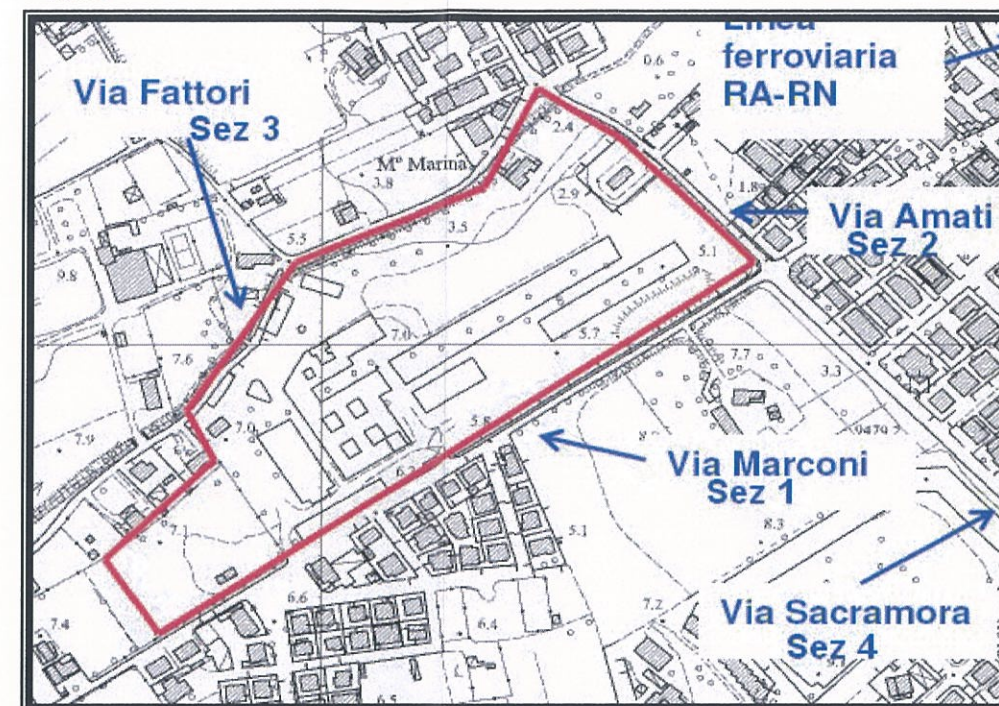 ferroviaria
RA-RN
Via Fattori
Sez 3
0.6
2.4
Mª Marina
3.8
2.9
1.8
Via Amati
Sez 2
3.5
5.5
5.1
9.8
7.0
5.7
7.6
7.7
3.3
5.8
7.9
7.0
6.2
Via Marconi
Sez 1
7.1
5.1
8.3
6.6
7.2
7.4
6.4
Via Sacramora
Sez 4
6.5